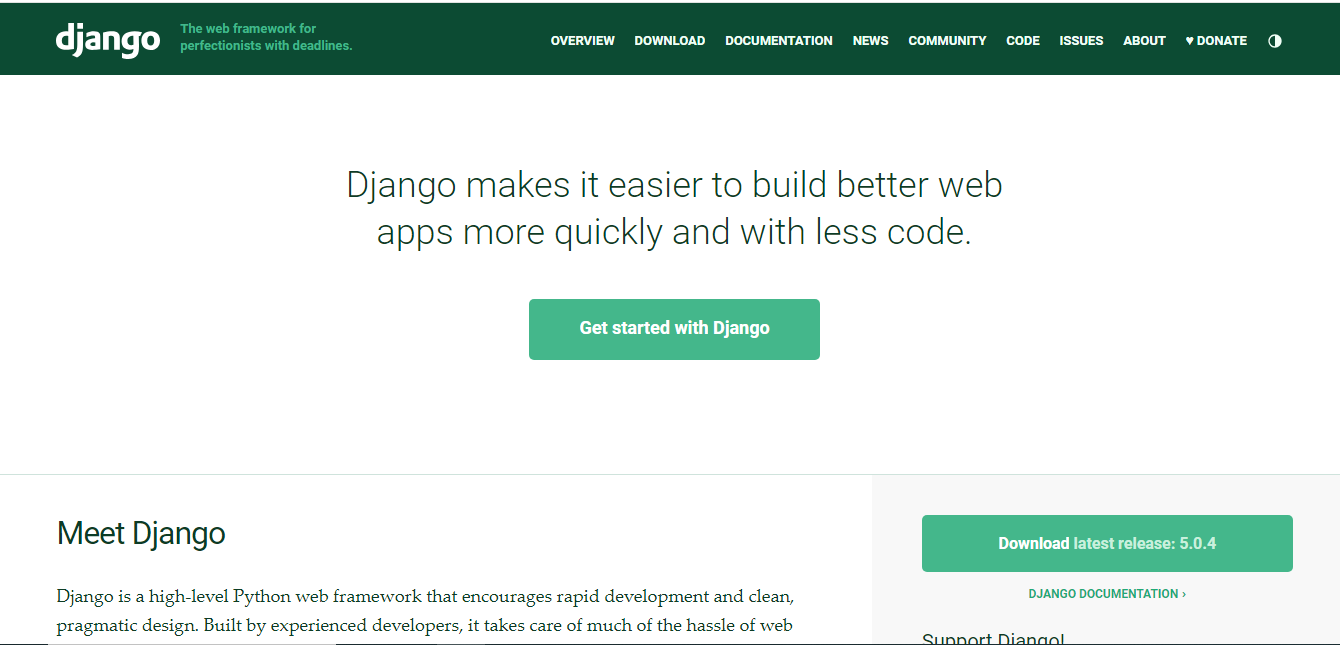 django
The web framework for
perfectionists with deadlines.
OVERVIEW DOWNLOAD DOCUMENTATION NEWS COMMUNITY CODE ISSUES ABOUT ♥ DONATE
Django makes it easier to build better web
apps more quickly and with less code.
Get started with Django
Meet Django
Django is a high-level Python web framework that encourages rapid development and clean,
pragmatic design. Built by experienced developers, it takes care of much of the hassle of web
Download latest release: 5.0.4
DJANGO DOCUMENTATION ›
Support Django!